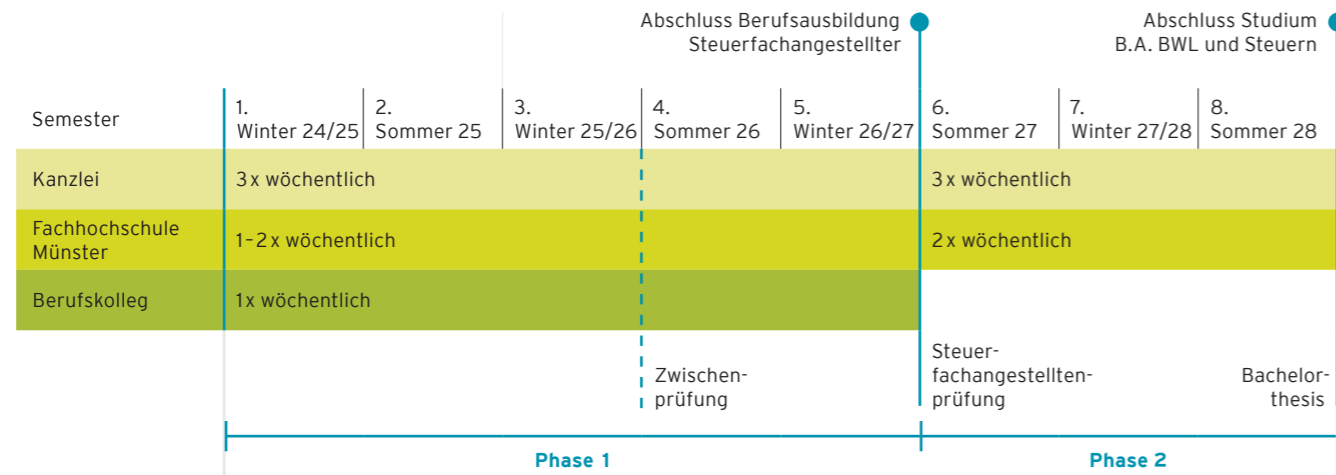 Abschluss Berufsausbildung
Steuerfachangestellter
Abschluss Studium
B.A. BWL und Steuern
Semester
1.
Winter 24/25
2.
Sommer 25
3.
Winter 25/26
4.
Sommer 26
5.
Winter 26/27
6.
Sommer 27
7.
Winter 27/28
8.
Sommer 28
Kanzlei
3x wöchentlich
3x wöchentlich
Fachhochschule
Münster
1–2x wöchentlich
2x wöchentlich
Berufskolleg
1x wöchentlich
Zwischen-
prüfung
Steuer-
fachangestellten-
prüfung
Bachelor-
thesis
Phase 1
Phase 2